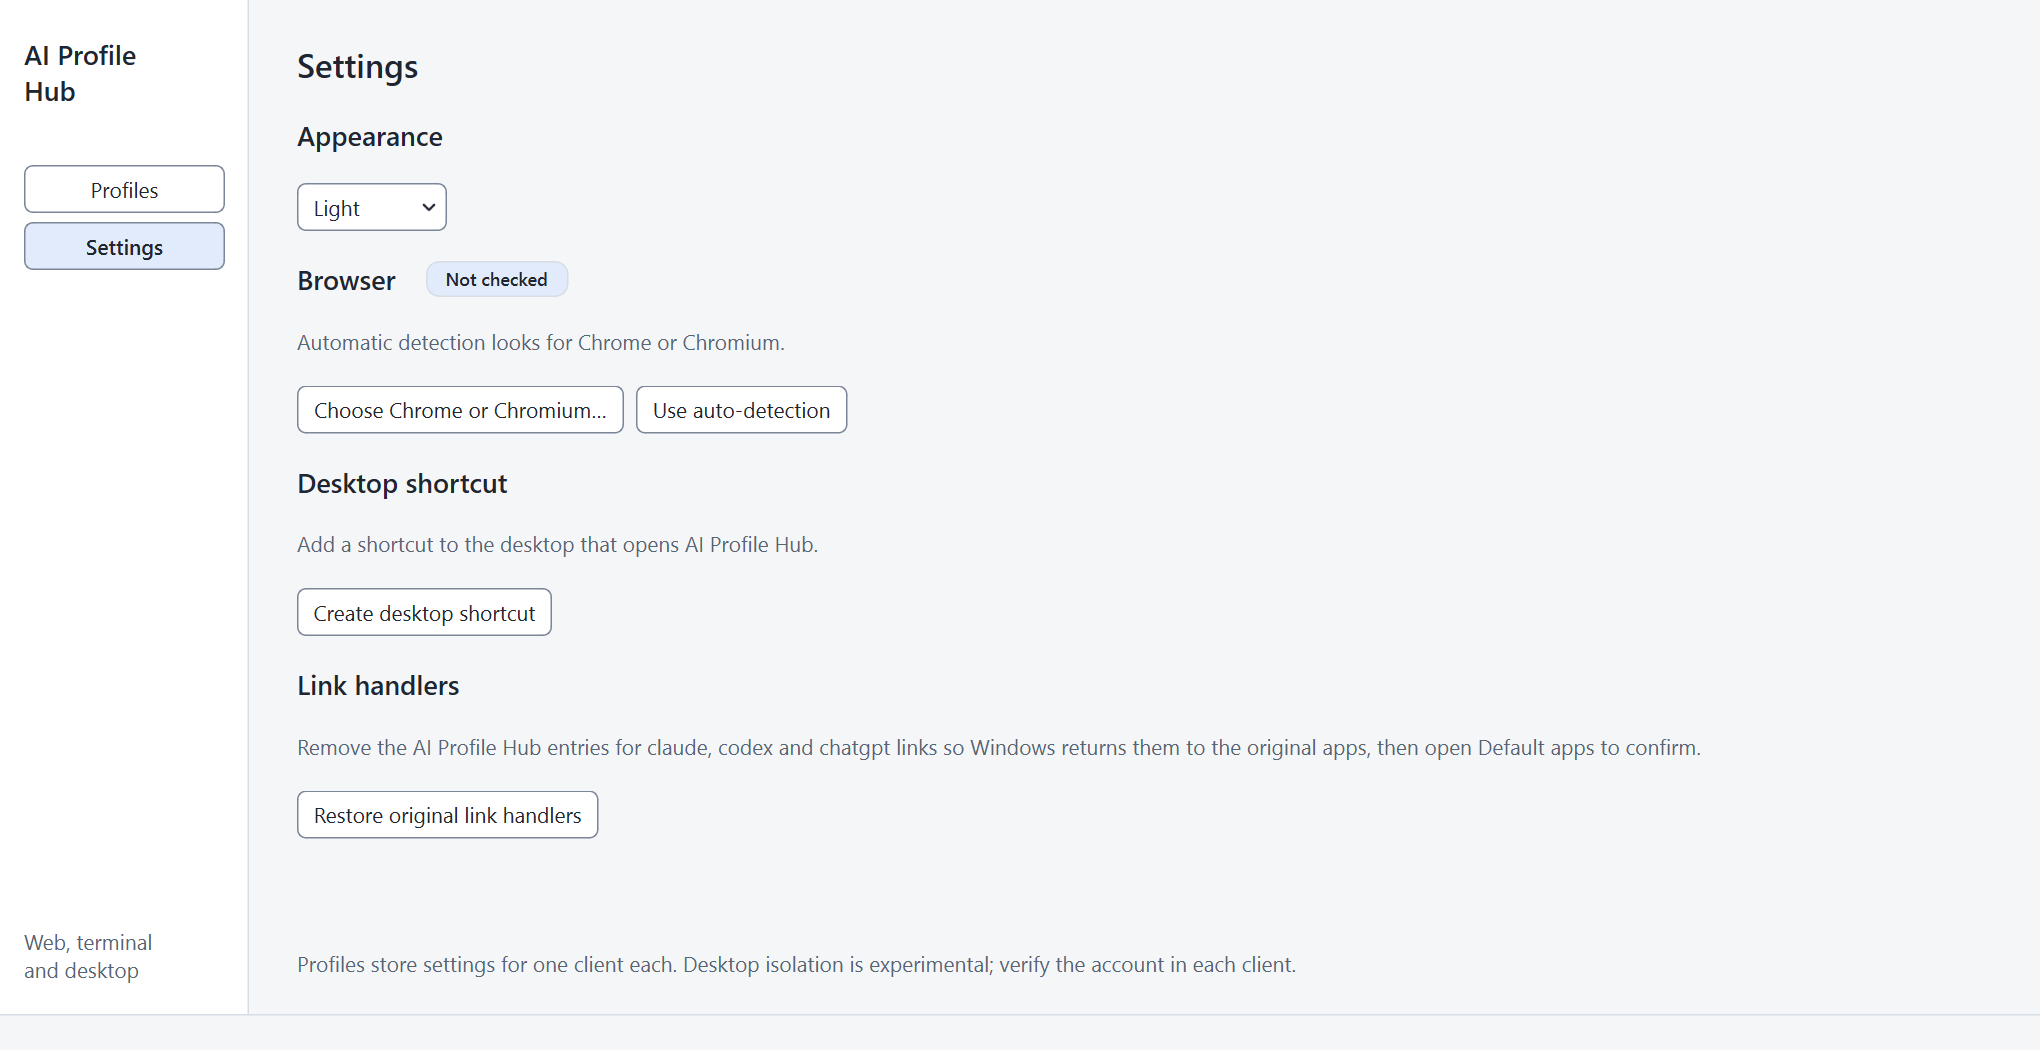 AI Profile
Hub
Profiles
Settings
Web, terminal
and desktop
Settings
Appearance
Light
Browser
Not checked
Automatic detection looks for Chrome or Chromium.
Choose Chrome or Chromium...
Use auto-detection
Desktop shortcut
Add a shortcut to the desktop that opens AI Profile Hub.
Create desktop shortcut
Link handlers
Remove the AI Profile Hub entries for claude, codex and chatgpt links so Windows returns them to the original apps, then open Default apps to confirm.
Restore original link handlers
Profiles store settings for one client each. Desktop isolation is experimental; verify the account in each client.